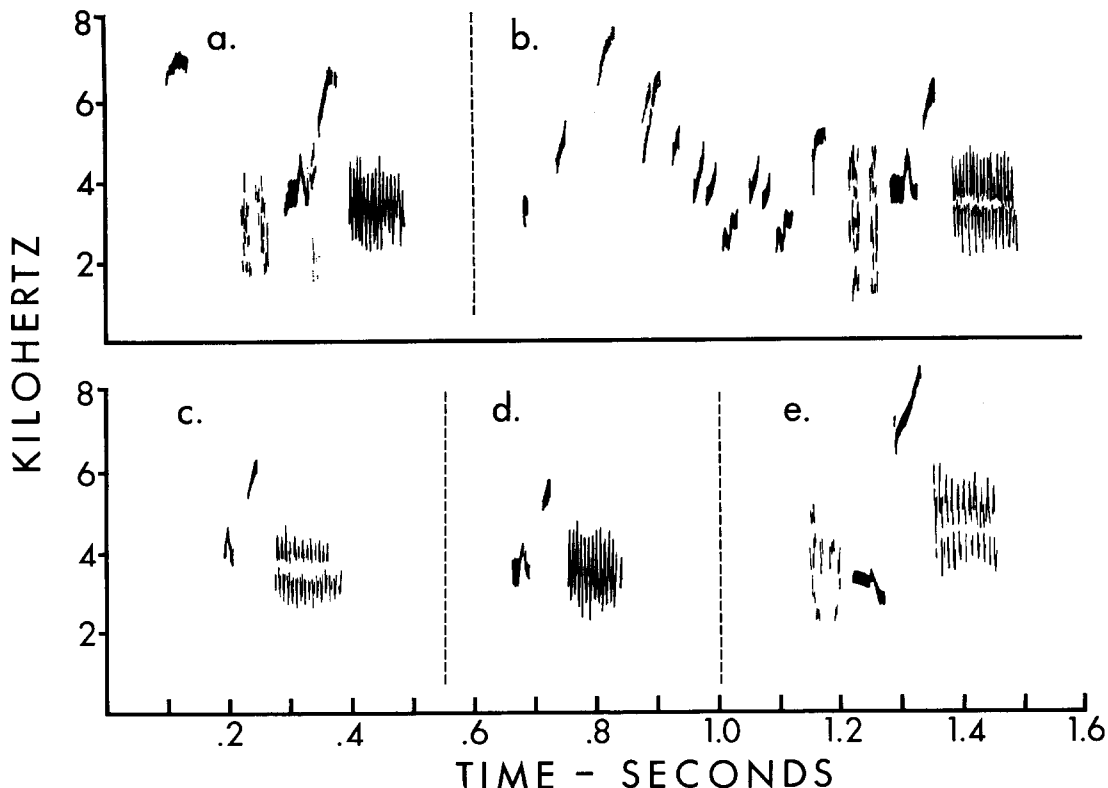 a.
b.
8
6
4
2
c.
d.
e.
8
6
4
2
KILOHERTZ
.2 .4 .6 .8 1.0 1.2 1.4 1.6
TIME – SECONDS